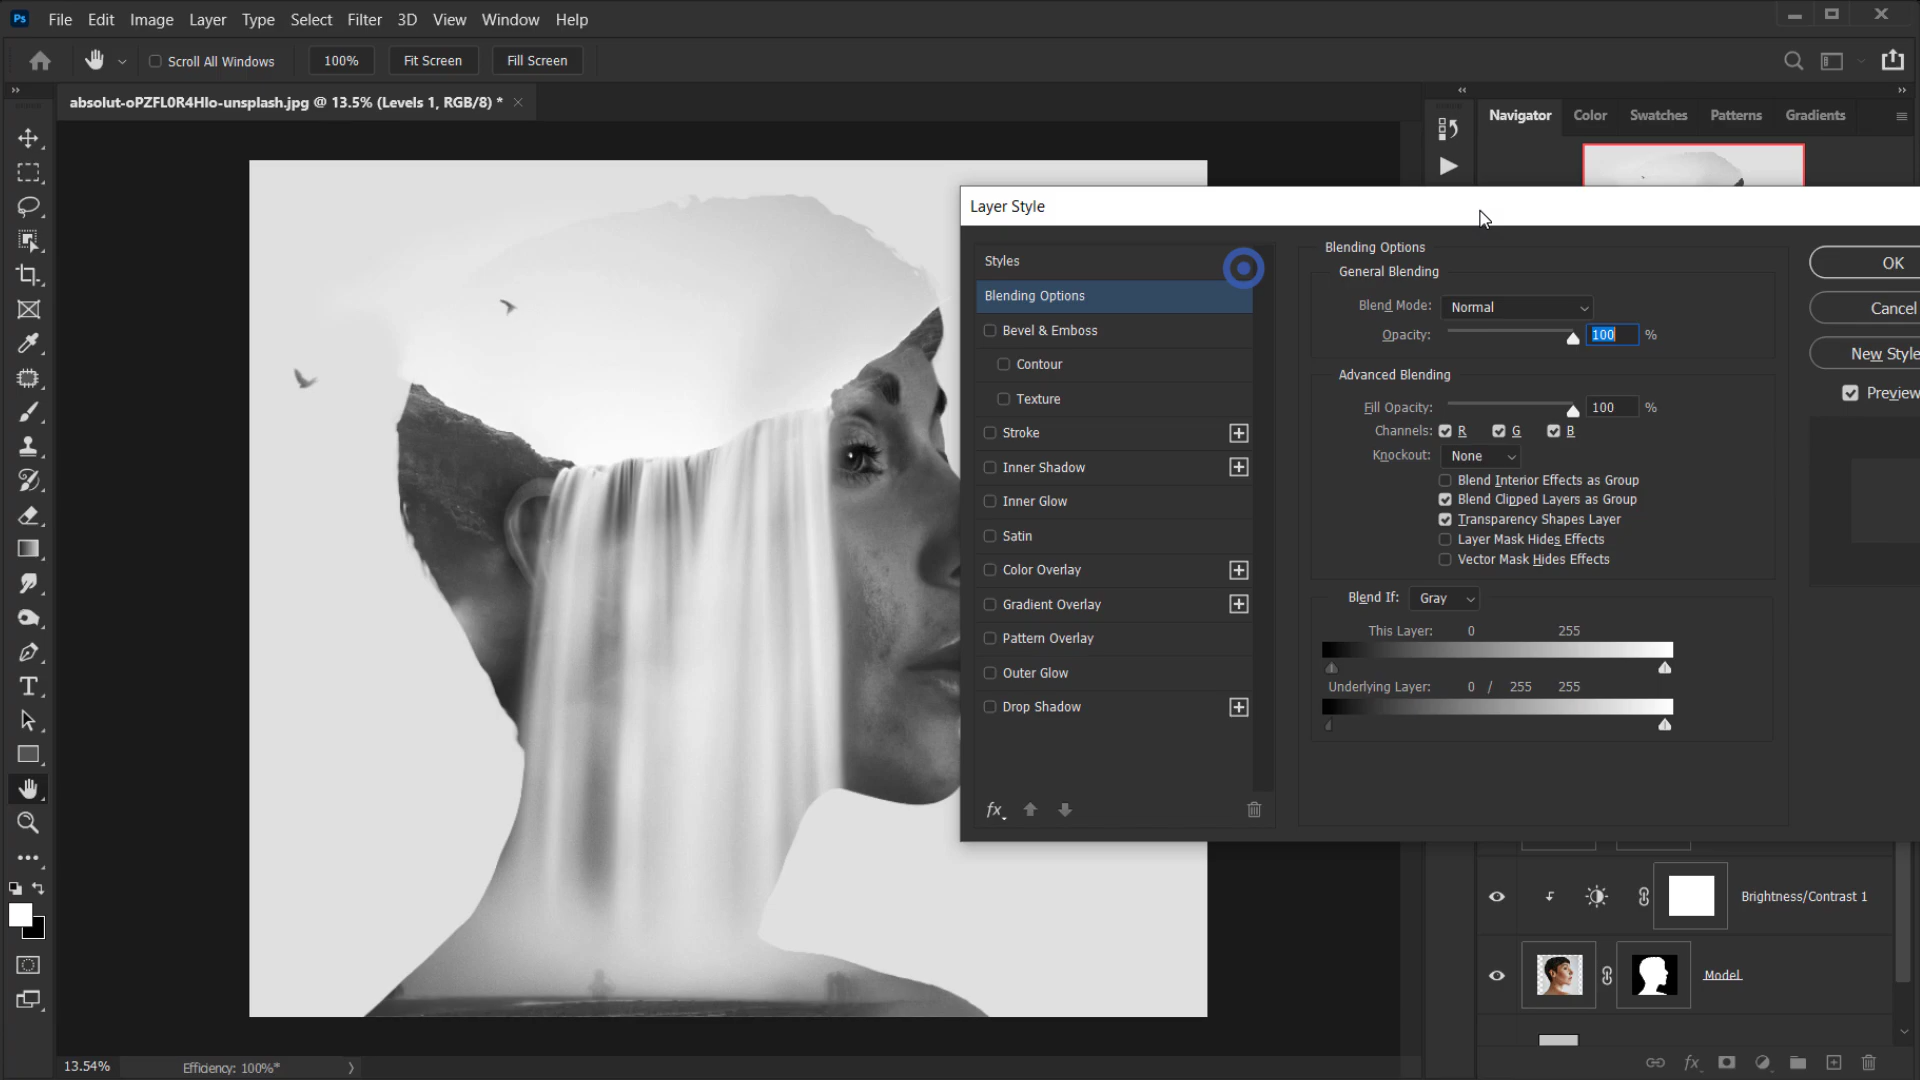 Ps File Edit Image Layer Type Select Filter 3D View Window Help
Scroll All Windows 100% Fit Screen Fill Screen
absolut-oPZFL0R4HIo-unsplash.jpg @ 13.5% (Levels 1, RGB/8) *
Navigator Color Swatches Patterns Gradients
Layer Style
Styles
Blending Options
Bevel & Emboss
Contour
Texture
Stroke
Inner Shadow
Inner Glow
Satin
Color Overlay
Gradient Overlay
Pattern Overlay
Outer Glow
Drop Shadow
fx
Blending Options
General Blending
Blend Mode: Normal
Opacity: 100 %
Advanced Blending
Fill Opacity: 100 %
Channels: R G B
Knockout: None
Blend Interior Effects as Group
Blend Clipped Layers as Group
Transparency Shapes Layer
Layer Mask Hides Effects
Vector Mask Hides Effects
Blend If: Gray
This Layer: 0 255
Underlying Layer: 0 / 255 255
OK
Cancel
New Style
Preview
Brightness/Contrast 1
Model
fx
13.54% Efficiency: 100%*